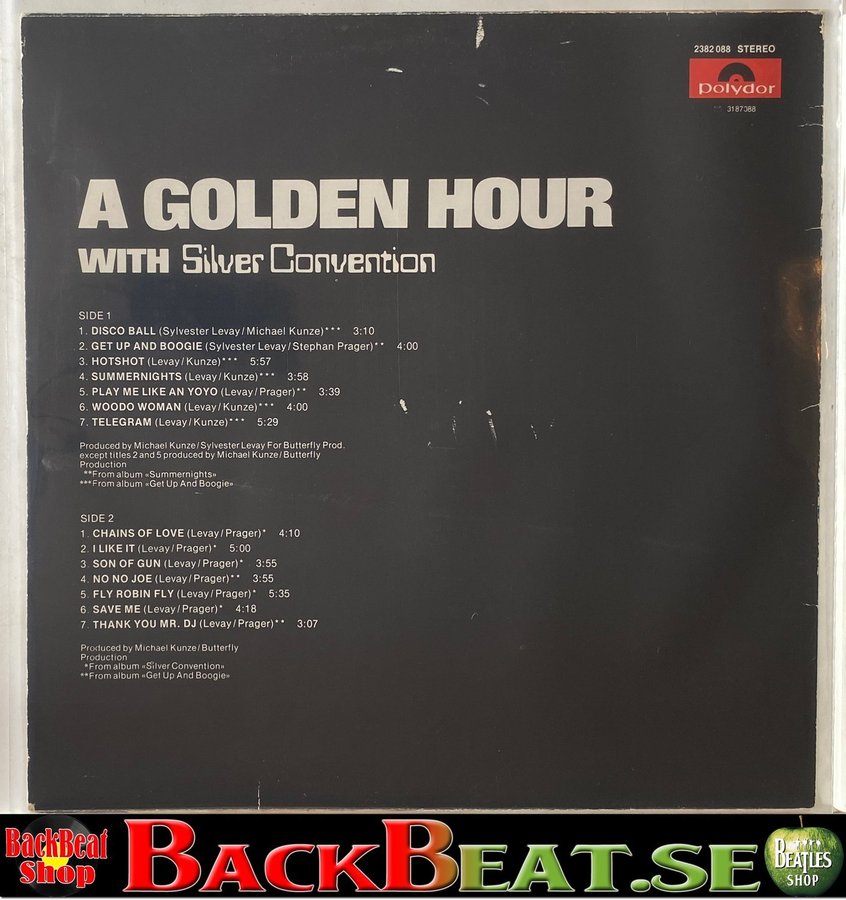 2382 088 STEREO
polydor
3187088
A GOLDEN HOUR
WITH Silver Convention
SIDE 1
1. DISCO BALL (Sylvester Levay/Michael Kunze)*** 3:10
2. GET UP AND BOOGIE (Sylvester Levay/Stephan Prager)** 4:00
3. HOTSHOT (Levay/Kunze)*** 5:57
4. SUMMERNIGHTS (Levay/Kunze)*** 3:58
5. PLAY ME LIKE AN YOYO (Levay/Prager)** 3:39
6. WOODO WOMAN (Levay/Kunze)*** 4:00
7. TELEGRAM (Levay/Kunze)*** 5:29
Produced by Michael Kunze/Sylvester Levay For Butterfly Prod.
except titles 2 and 5 produced by Michael Kunze/Butterfly
Production
**From album «Summernights»
***From album «Get Up And Boogie»
SIDE 2
1. CHAINS OF LOVE (Levay/Prager)* 4:10
2. I LIKE IT (Levay/Prager)* 5:00
3. SON OF GUN (Levay/Prager)* 3:55
4. NO NO JOE (Levay/Prager)** 3:55
5. FLY ROBIN FLY (Levay/Prager)* 5:35
6. SAVE ME (Levay/Prager)* 4:18
7. THANK YOU MR. DJ (Levay/Prager)** 3:07
Produced by Michael Kunze/Butterfly
Production
*From album «Silver Convention»
**From album «Get Up And Boogie»
BackBeat
Shop
BACKBEAT.SE
THE
BEATLES
SHOP